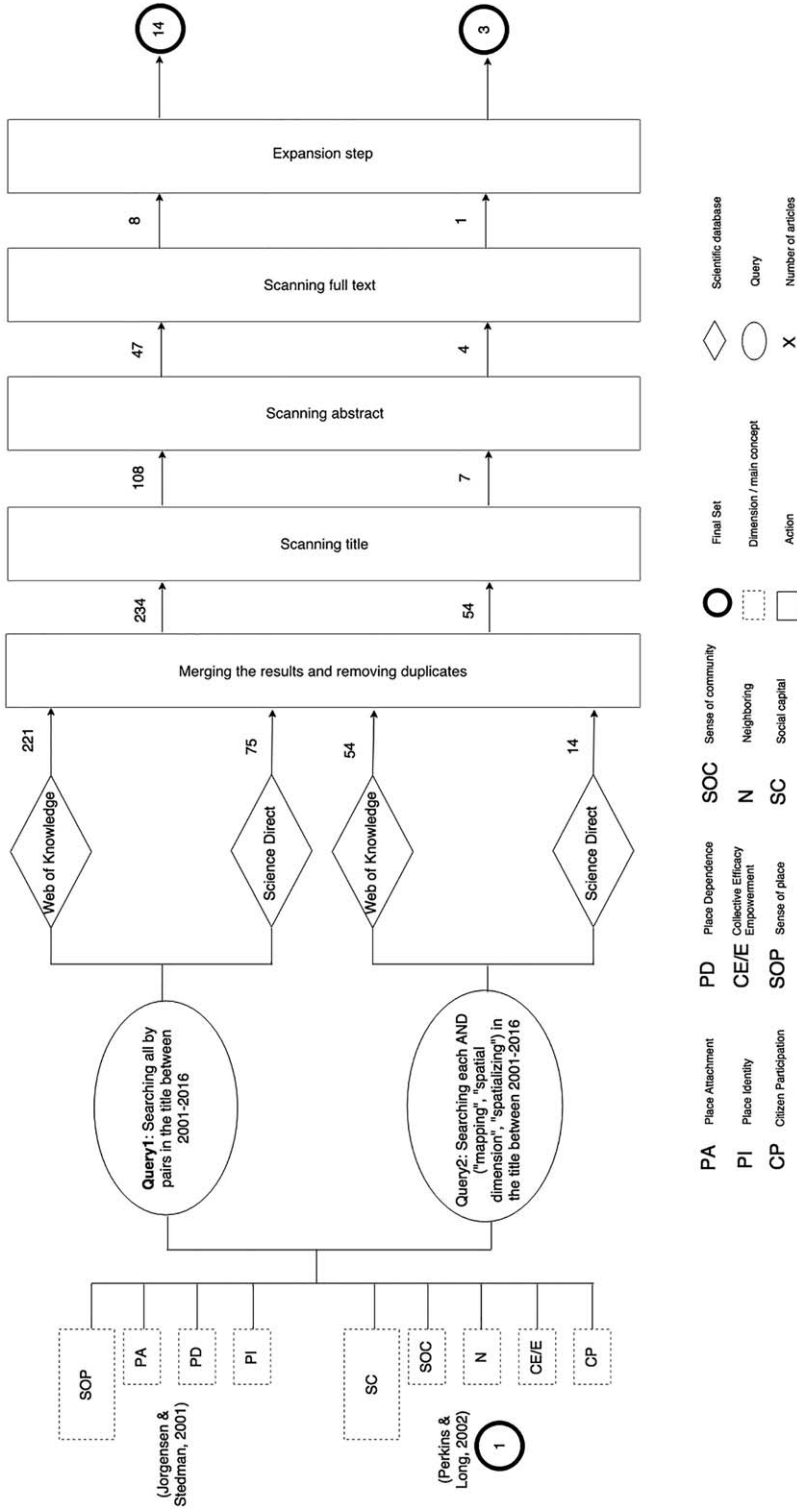 SOP
PA
PD
PI
(Jorgensen &
Stedman, 2001)
SC
SOC
N
CE/E
CP
(Perkins &
Long, 2002)
1
Query1: Searching all by
pairs in the title between
2001-2016
Query2: Searching each AND
("mapping", "spatial
dimension", "spatializing") in
the title between 2001-2016
Web of Knowledge
Science Direct
Web of Knowledge
Science Direct
221
75
54
14
Merging the results and removing duplicates
234
54
Scanning title
108
7
Scanning abstract
47
4
Scanning full text
8
1
Expansion step
14
3
PA Place Attachment
PI Place Identity
CP Citizen Participation
PD Place Dependence
CE/E Collective Efficacy
Empowerment
SOP Sense of place
SOC Sense of community
N Neighboring
SC Social capital
Final Set
Dimension / main concept
Action
Scientific database
Query
X Number of articles